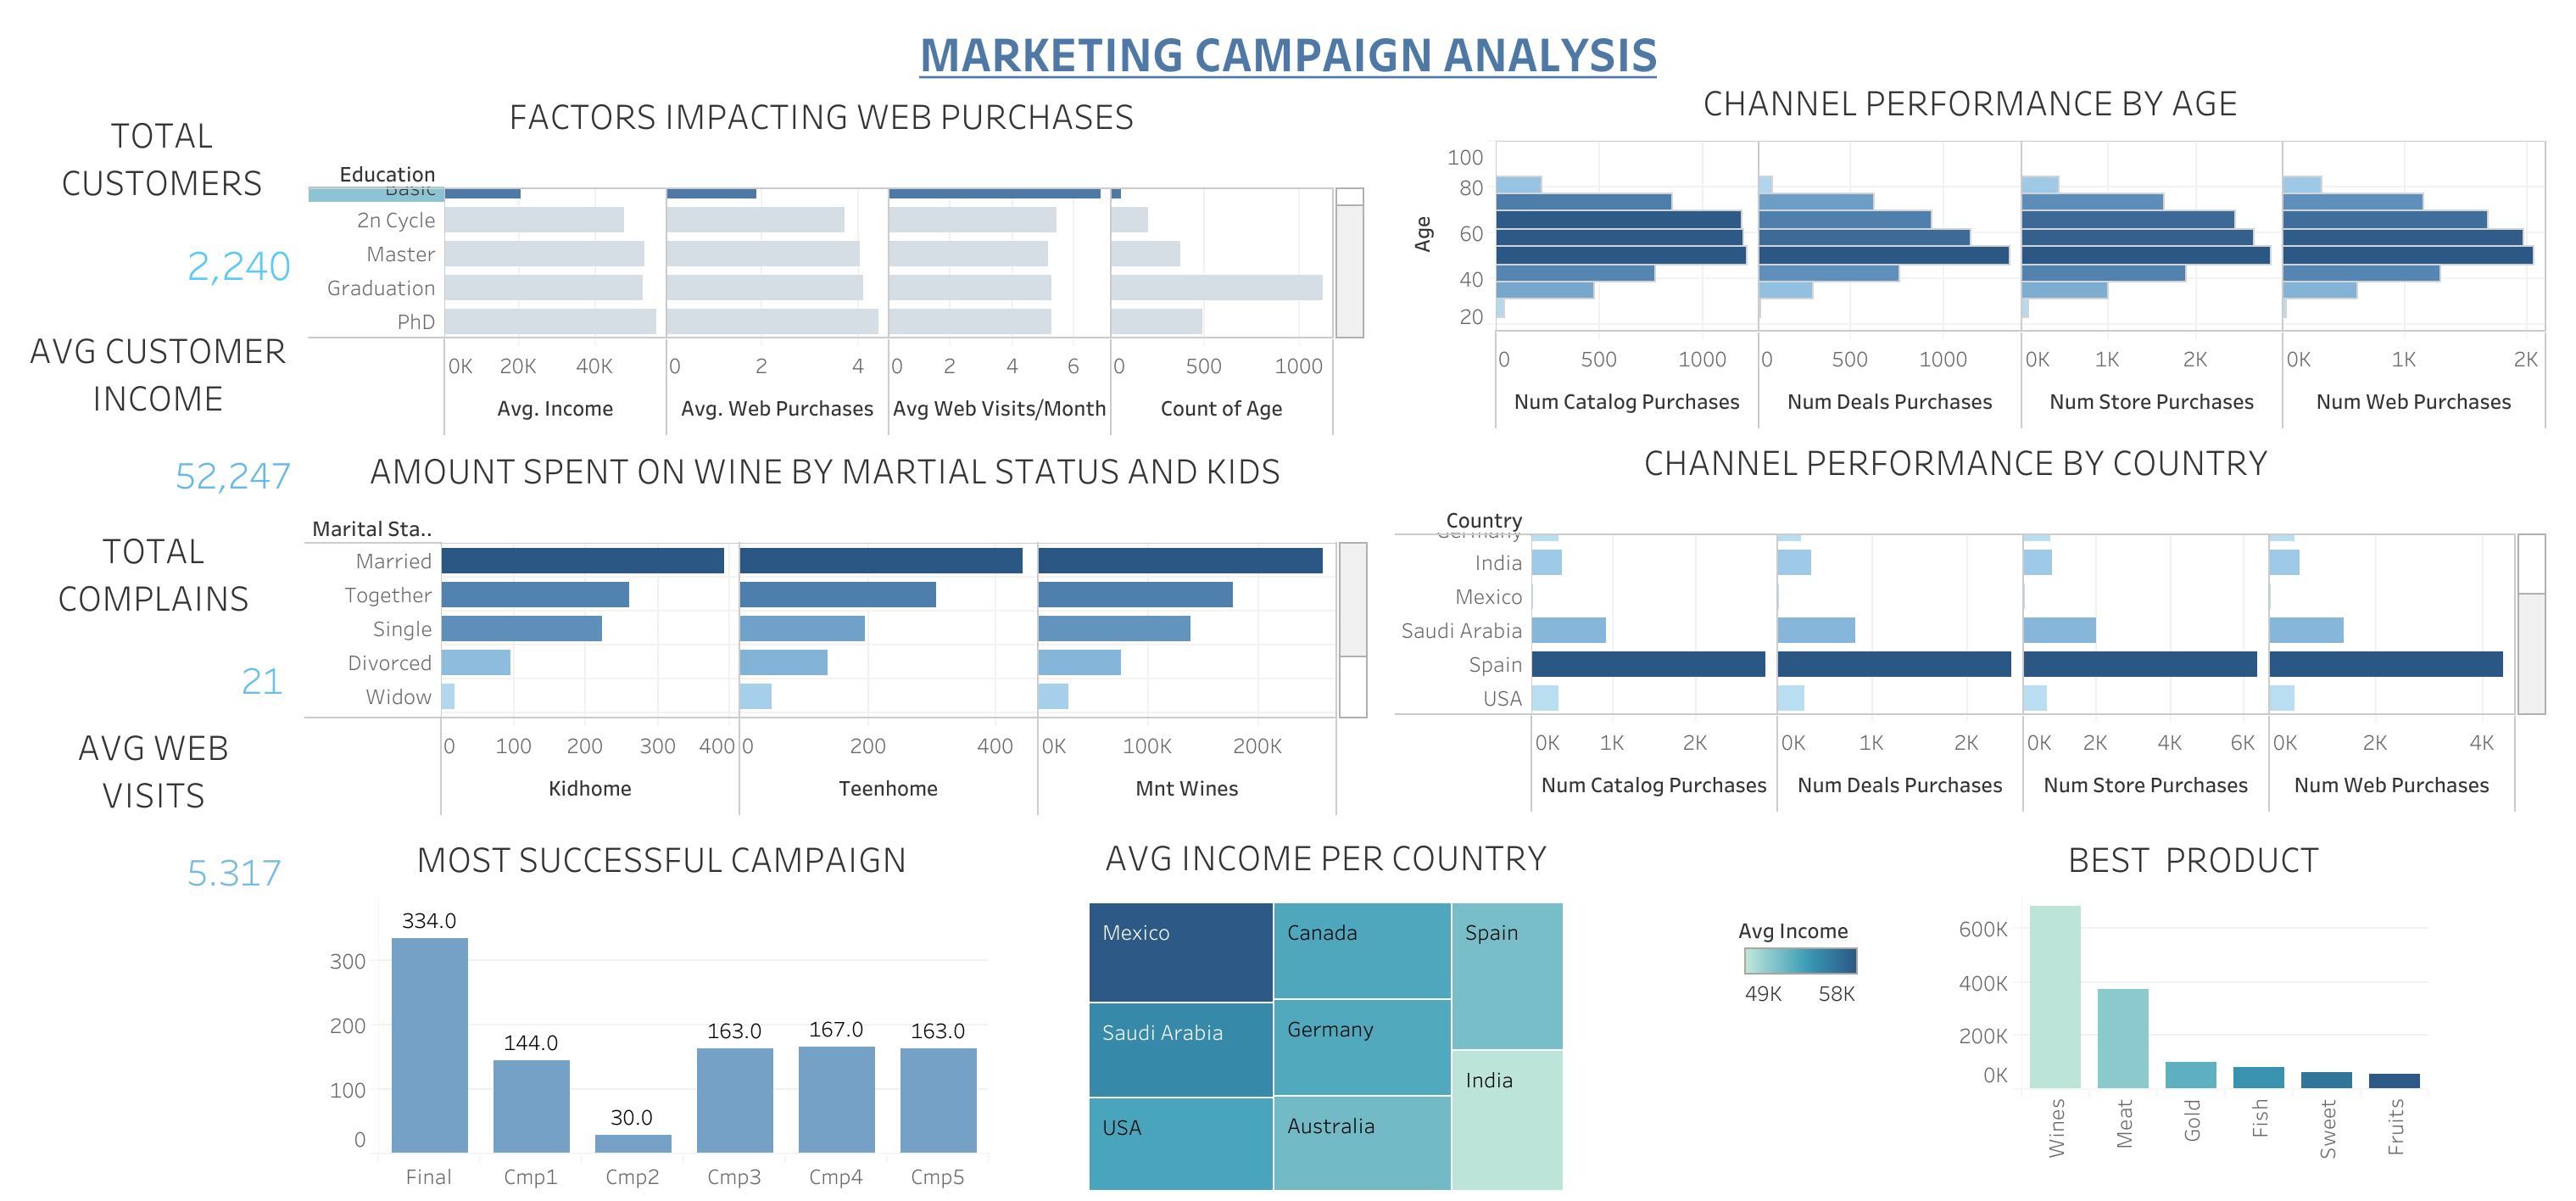 MARKETING CAMPAIGN ANALYSIS
TOTAL
CUSTOMERS
2,240
AVG CUSTOMER
INCOME
52,247
TOTAL
COMPLAINS
21
AVG WEB
VISITS
5.317
FACTORS IMPACTING WEB PURCHASES
Education
Basic
2n Cycle
Master
Graduation
PhD
0K 20K 40K 0 2 4 0 2 4 6 0 500 1000
Avg. Income Avg. Web Purchases Avg Web Visits/Month Count of Age
CHANNEL PERFORMANCE BY AGE
Age
100
80
60
40
20
0 500 1000 0 500 1000 0K 1K 2K 0K 1K 2K
Num Catalog Purchases Num Deals Purchases Num Store Purchases Num Web Purchases
AMOUNT SPENT ON WINE BY MARTIAL STATUS AND KIDS
Marital Sta..
Married
Together
Single
Divorced
Widow
0 100 200 300 400 0 200 400 0K 100K 200K
Kidhome Teenhome Mnt Wines
CHANNEL PERFORMANCE BY COUNTRY
Country
Germany
India
Mexico
Saudi Arabia
Spain
USA
0K 1K 2K 0K 1K 2K 0K 2K 4K 6K 0K 2K 4K
Num Catalog Purchases Num Deals Purchases Num Store Purchases Num Web Purchases
MOST SUCCESSFUL CAMPAIGN
300
200
100
0
334.0
144.0
30.0
163.0
167.0
163.0
Final Cmp1 Cmp2 Cmp3 Cmp4 Cmp5
AVG INCOME PER COUNTRY
Mexico
Saudi Arabia
USA
Canada
Germany
Australia
Spain
India
Avg Income
49K 58K
BEST PRODUCT
600K
400K
200K
0K
Wines
Meat
Gold
Fish
Sweet
Fruits